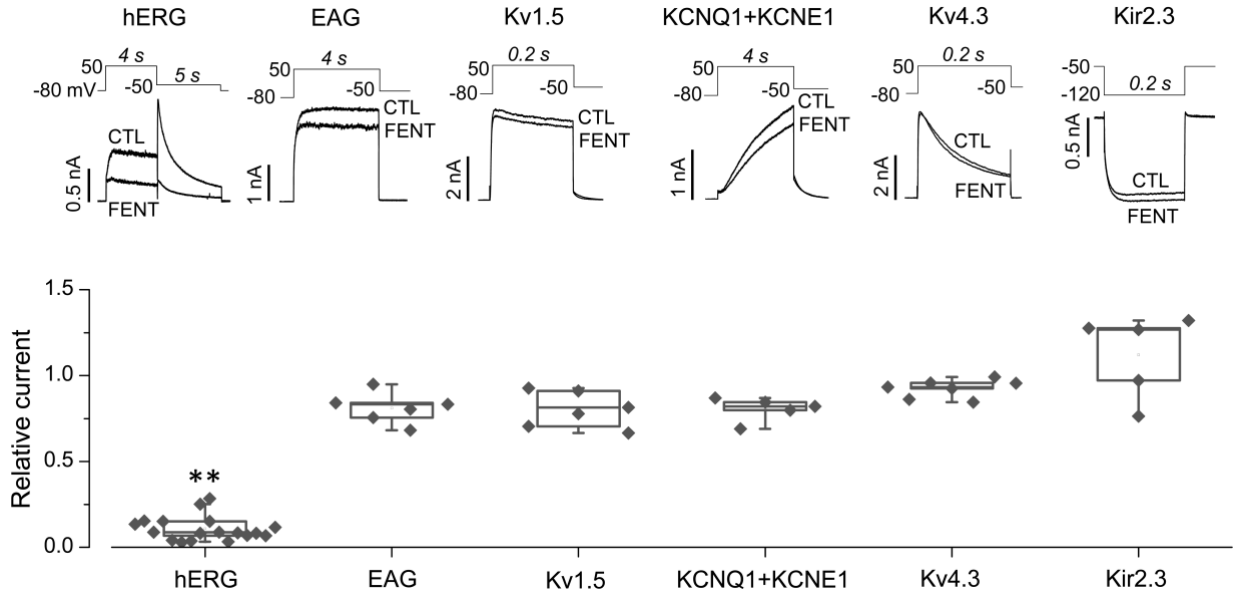 hERG EAG Kv1.5 KCNQ1+KCNE1 Kv4.3 Kir2.3
50 4 s -50 5 s -80 mV
50 4 s -50 -80
50 0.2 s -50 -80
50 4 s -50 -80
50 0.2 s -50 -80
-50 -120 0.2 s
0.5 nA CTL FENT
1 nA CTL FENT
2 nA CTL FENT
1 nA CTL FENT
2 nA CTL FENT
0.5 nA CTL FENT
Relative current
1.5
1.0
0.5
0.0
**
hERG EAG Kv1.5 KCNQ1+KCNE1 Kv4.3 Kir2.3